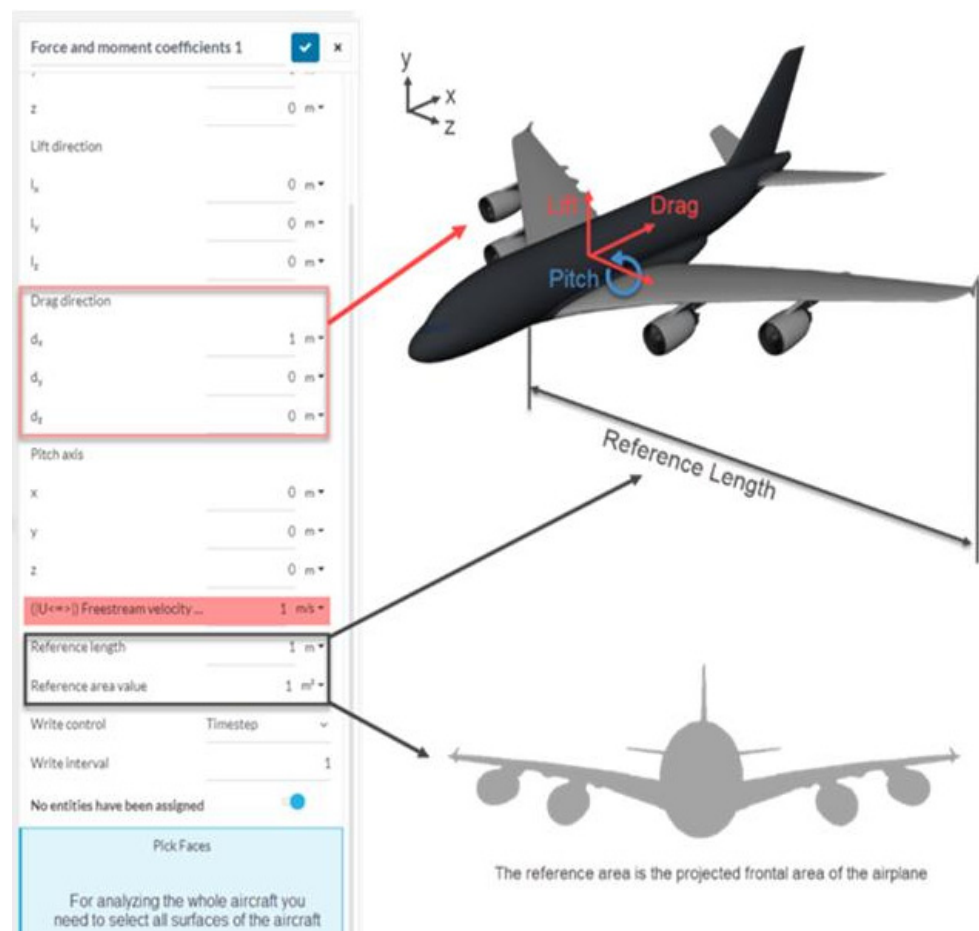 Force and moment coefficients 1
z 0 m
Lift direction
lx 0 m
ly 0 m
lz 0 m
Drag direction
dx 1 m
dy 0 m
dz 0 m
Pitch axis
x 0 m
y 0 m
z 0 m
(|U<∞>|) Freestream velocity ... 1 m/s
Reference length 1 m
Reference area value 1 m²
Write control Timestep
Write interval 1
No entities have been assigned
Pick Faces
For analyzing the whole aircraft you
need to select all surfaces of the aircraft
y
x
z
Lift
Drag
Pitch
Reference Length
The reference area is the projected frontal area of the airplane